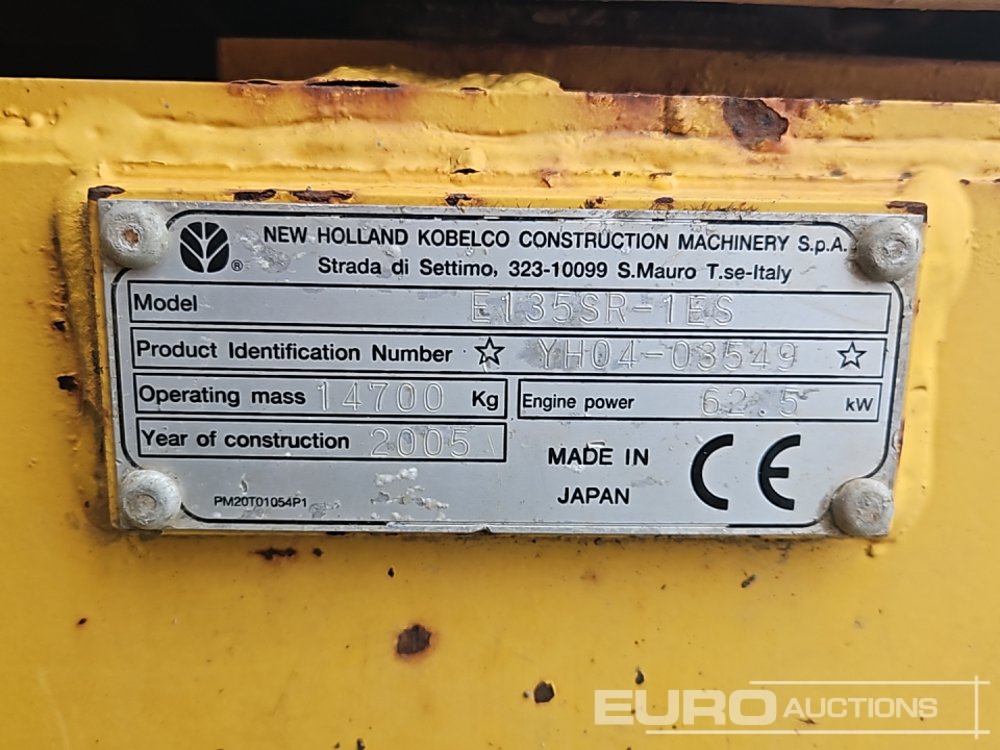 NEW HOLLAND KOBELCO CONSTRUCTION MACHINERY S.p.A.
®
Strada di Settimo, 323-10099 S.Mauro T.se-Italy
Model E135SR-1ES
Product Identification Number ☆ YH04-03549 ☆
Operating mass 14700 Kg Engine power 62.5 kW
Year of construction 2005
MADE IN
JAPAN
CE
PM20T01054P1
EURO AUCTIONS